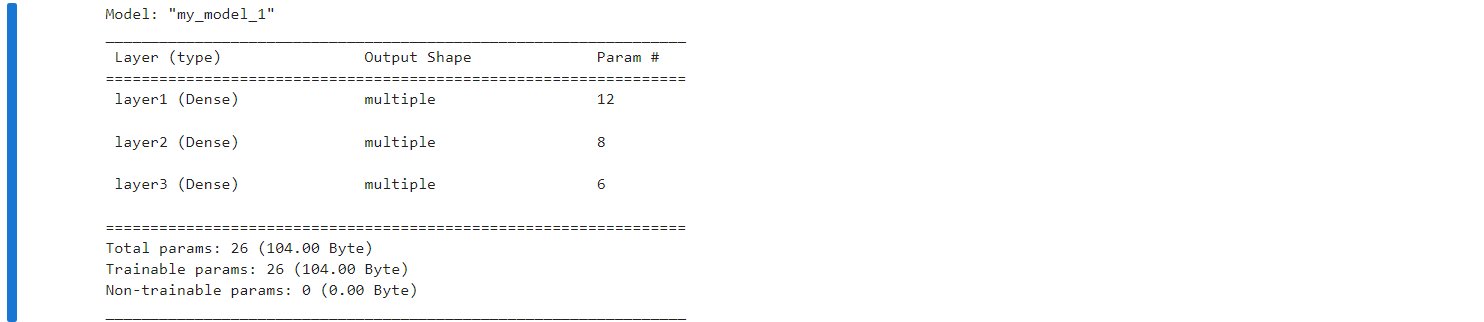 Model: "my_model_1"
_________________________________________________________________
 Layer (type)                Output Shape              Param #
=================================================================
 layer1 (Dense)              multiple                  12
 layer2 (Dense)              multiple                  8
 layer3 (Dense)              multiple                  6
=================================================================
Total params: 26 (104.00 Byte)
Trainable params: 26 (104.00 Byte)
Non-trainable params: 0 (0.00 Byte)
_________________________________________________________________